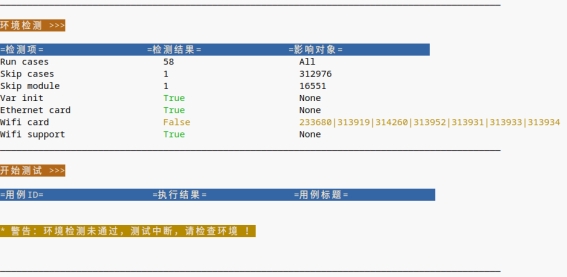 环境检测 >>>
=检测项= =检测结果= =影响对象=
Run cases 58 All
Skip cases 1 312976
Skip module 1 16551
Var init True None
Ethernet card True None
Wifi card False 233680|313919|314260|313952|313931|313933|313934
Wifi support True None
开始测试 >>>
=用例ID= =执行结果= =用例标题=
* 警告: 环境检测未通过, 测试中断, 请检查环境 !